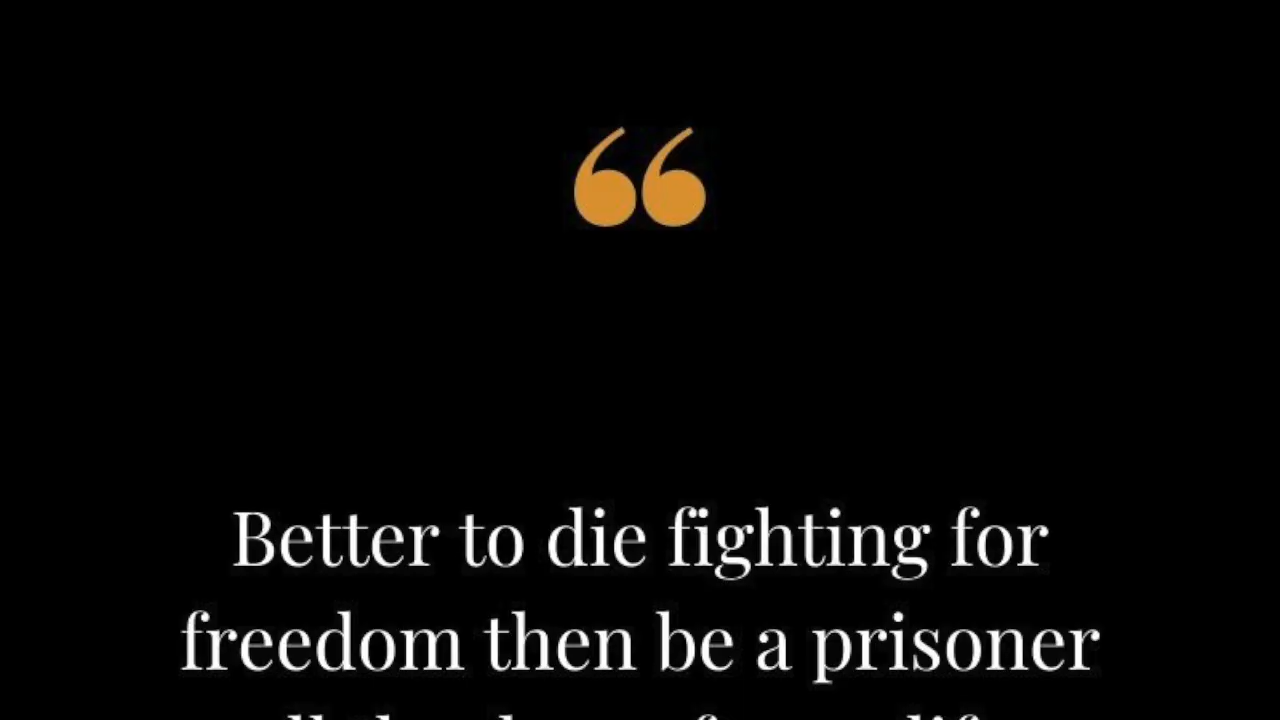 “
Better to die fighting for
freedom then be a prisoner